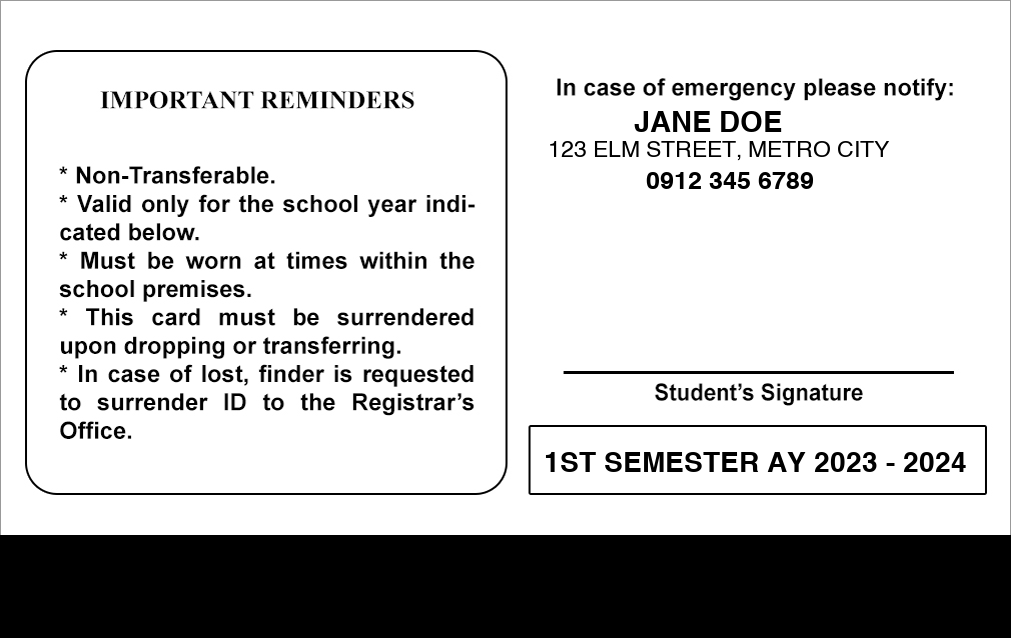 IMPORTANT REMINDERS
* Non-Transferable.
* Valid only for the school year indi-
cated below.
* Must be worn at times within the
school premises.
* This card must be surrendered
upon dropping or transferring.
* In case of lost, finder is requested
to surrender ID to the Registrar’s
Office.
In case of emergency please notify:
JANE DOE
123 ELM STREET, METRO CITY
0912 345 6789
Student’s Signature
1ST SEMESTER AY 2023 - 2024